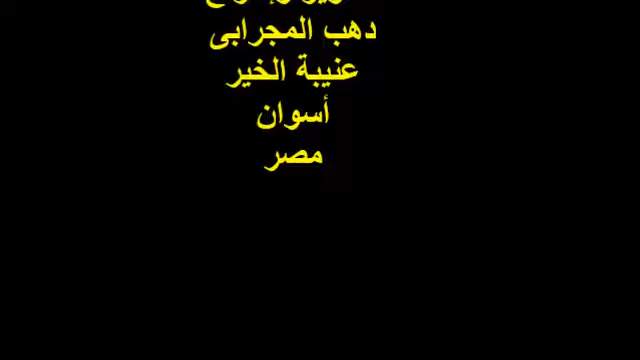 دهب المجرابى
عنيبة الخير
أسوان
مصر